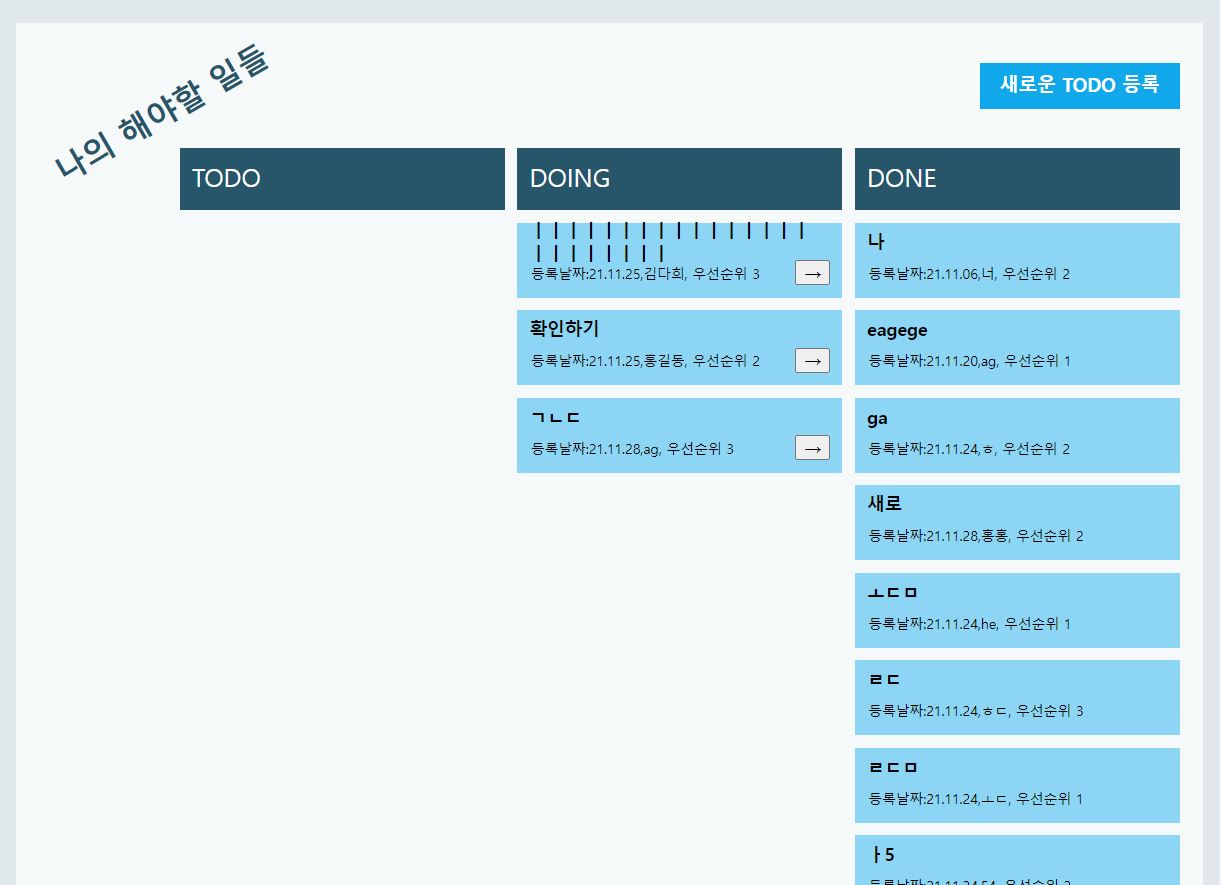 나의 해야할 일들
새로운 TODO 등록
TODO
DOING
ㅣㅣㅣㅣㅣㅣㅣㅣㅣㅣㅣㅣㅣㅣㅣㅣ
ㅣㅣㅣㅣㅣㅣㅣㅣ
등록날짜:21.11.25,김다희, 우선순위 3
→
확인하기
등록날짜:21.11.25,홍길동, 우선순위 2
→
ㄱㄴㄷ
등록날짜:21.11.28,ag, 우선순위 3
→
DONE
나
등록날짜:21.11.06,너, 우선순위 2
eagege
등록날짜:21.11.20,ag, 우선순위 1
ga
등록날짜:21.11.24,ㅎ, 우선순위 2
새로
등록날짜:21.11.28,홍홍, 우선순위 2
ㅗㄷㅁ
등록날짜:21.11.24,he, 우선순위 1
ㄹㄷ
등록날짜:21.11.24,ㅎㄷ, 우선순위 3
ㄹㄷㅁ
등록날짜:21.11.24,ㅗㄷ, 우선순위 1
ㅏ5